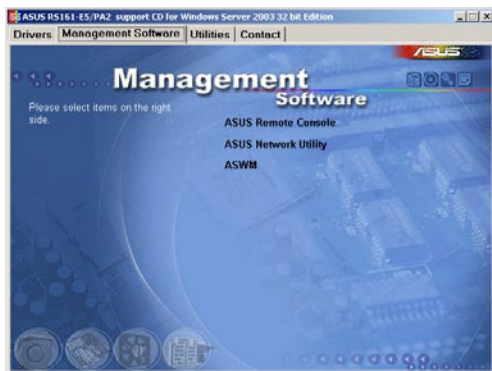 ASUS RS161-E5/PA2 support CD for Windows Server 2003 32 bit Edition
Drivers Management Software Utilities Contact
ASUS
Management
Software
Please select items on the right
side.
ASUS Remote Console
ASUS Network Utility
ASWM